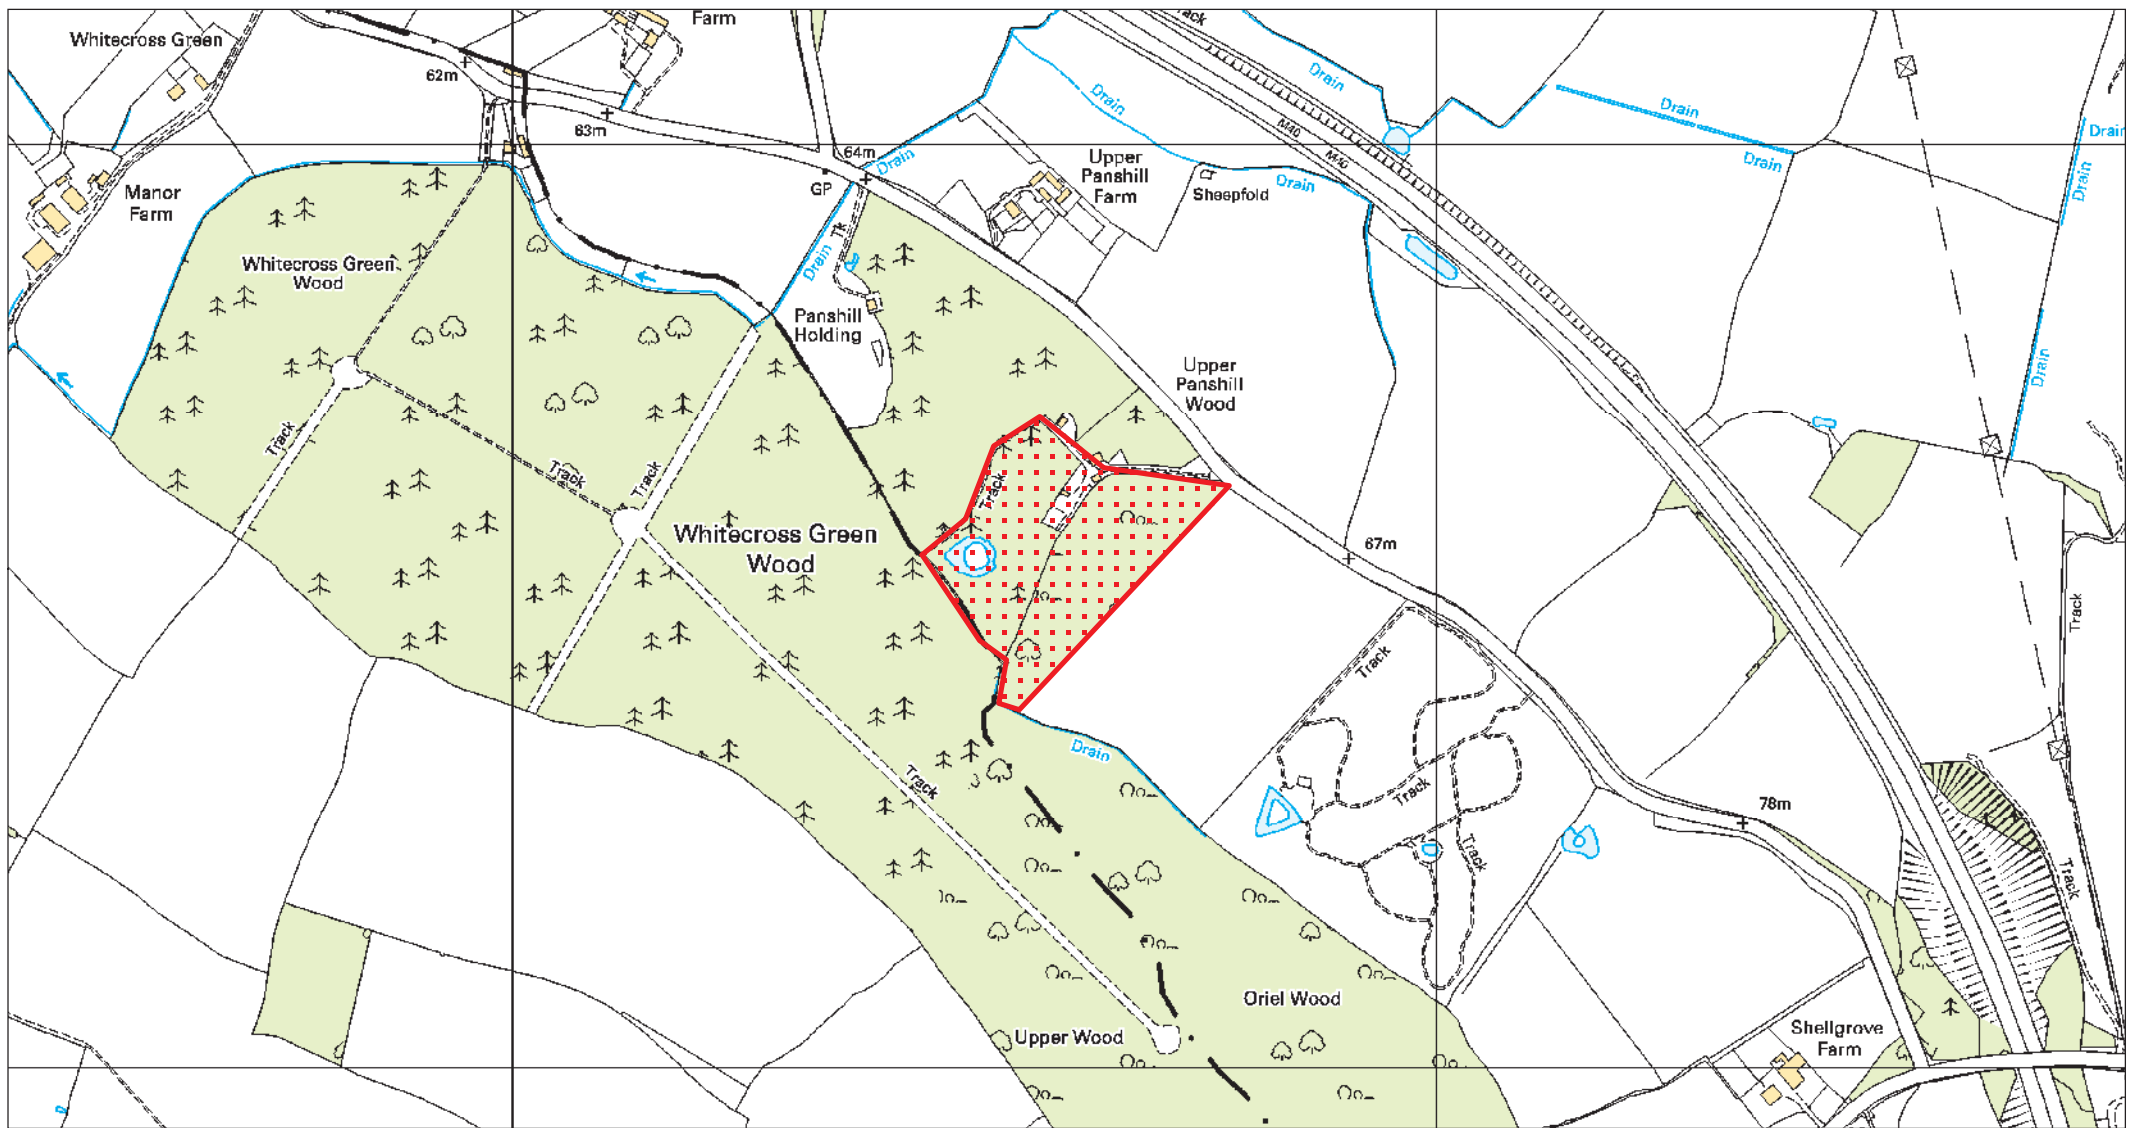 Whitecross Green
Farm
Track
62m
63m
64m
GP
Drain
Drain
Drain
Drain
Drain
Drain
Drain
Drain
Drain
M40
M40
Upper
Panshill
Farm
Sheepfold
Manor
Farm
Whitecross Green
Wood
Tk
Drain
Panshill
Holding
Upper
Panshill
Wood
Drain
Track
Track
Track
Track
Whitecross Green
Wood
67m
Track
Track
Drain
Track
Track
Track
78m
Track
Oriel Wood
Upper Wood
Shellgrove
Farm